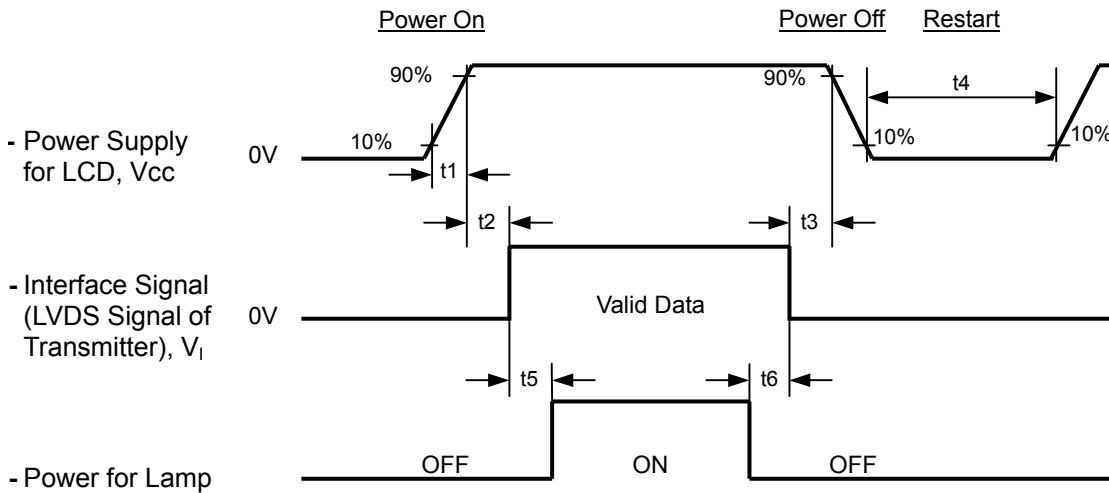 Power On
Power Off
Restart
90%
90%
t4
- Power Supply
for LCD, Vcc
0V
10%
10%
10%
t1
t2
t3
- Interface Signal
(LVDS Signal of
Transmitter), VI
0V
Valid Data
t5
t6
- Power for Lamp
OFF
ON
OFF